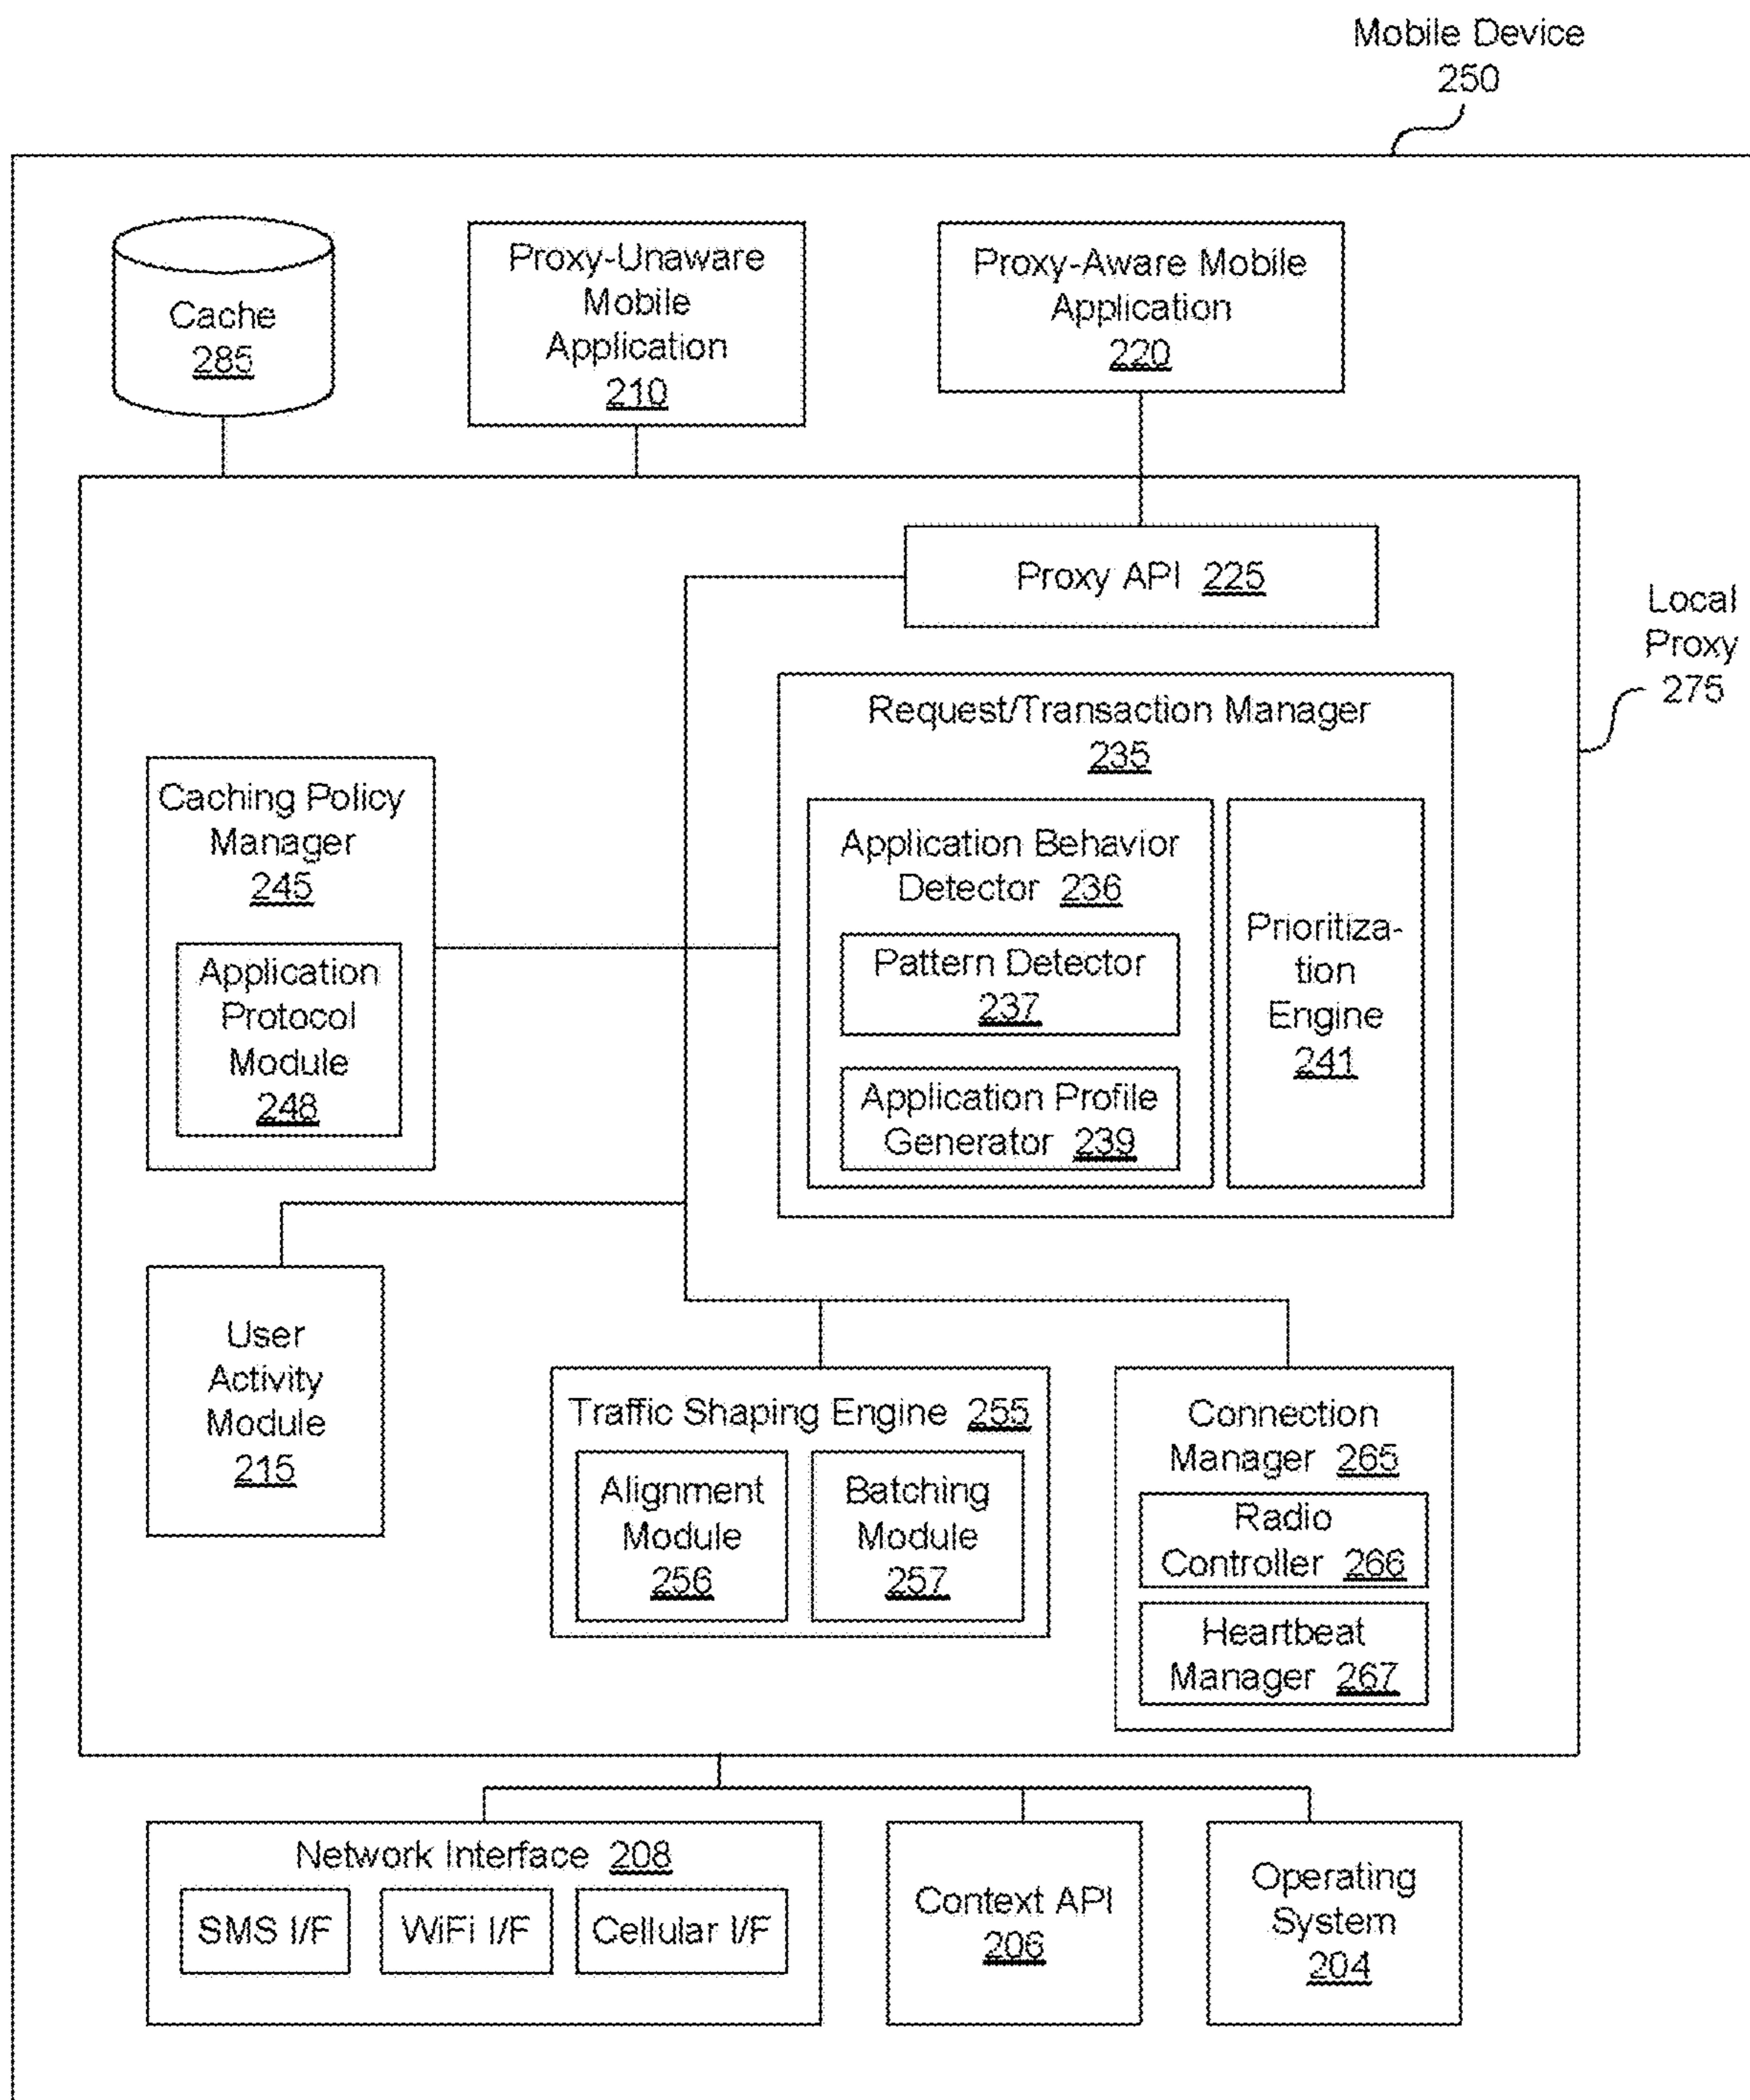 Mobile Device
250
Cache
285
Proxy-Unaware
Mobile
Application
210
Proxy-Aware Mobile
Application
220
Proxy API 225
Local
Proxy
275
Request/Transaction Manager
235
Caching Policy
Manager
245
Application
Protocol
Module
248
Application Behavior
Detector 236
Pattern Detector
237
Application Profile
Generator 239
Prioritiza-
tion
Engine
241
User
Activity
Module
215
Traffic Shaping Engine 255
Alignment
Module
256
Batching
Module
257
Connection
Manager 265
Radio
Controller 266
Heartbeat
Manager 267
Network Interface 208
SMS I/F
WiFi I/F
Cellular I/F
Context API
206
Operating
System
204